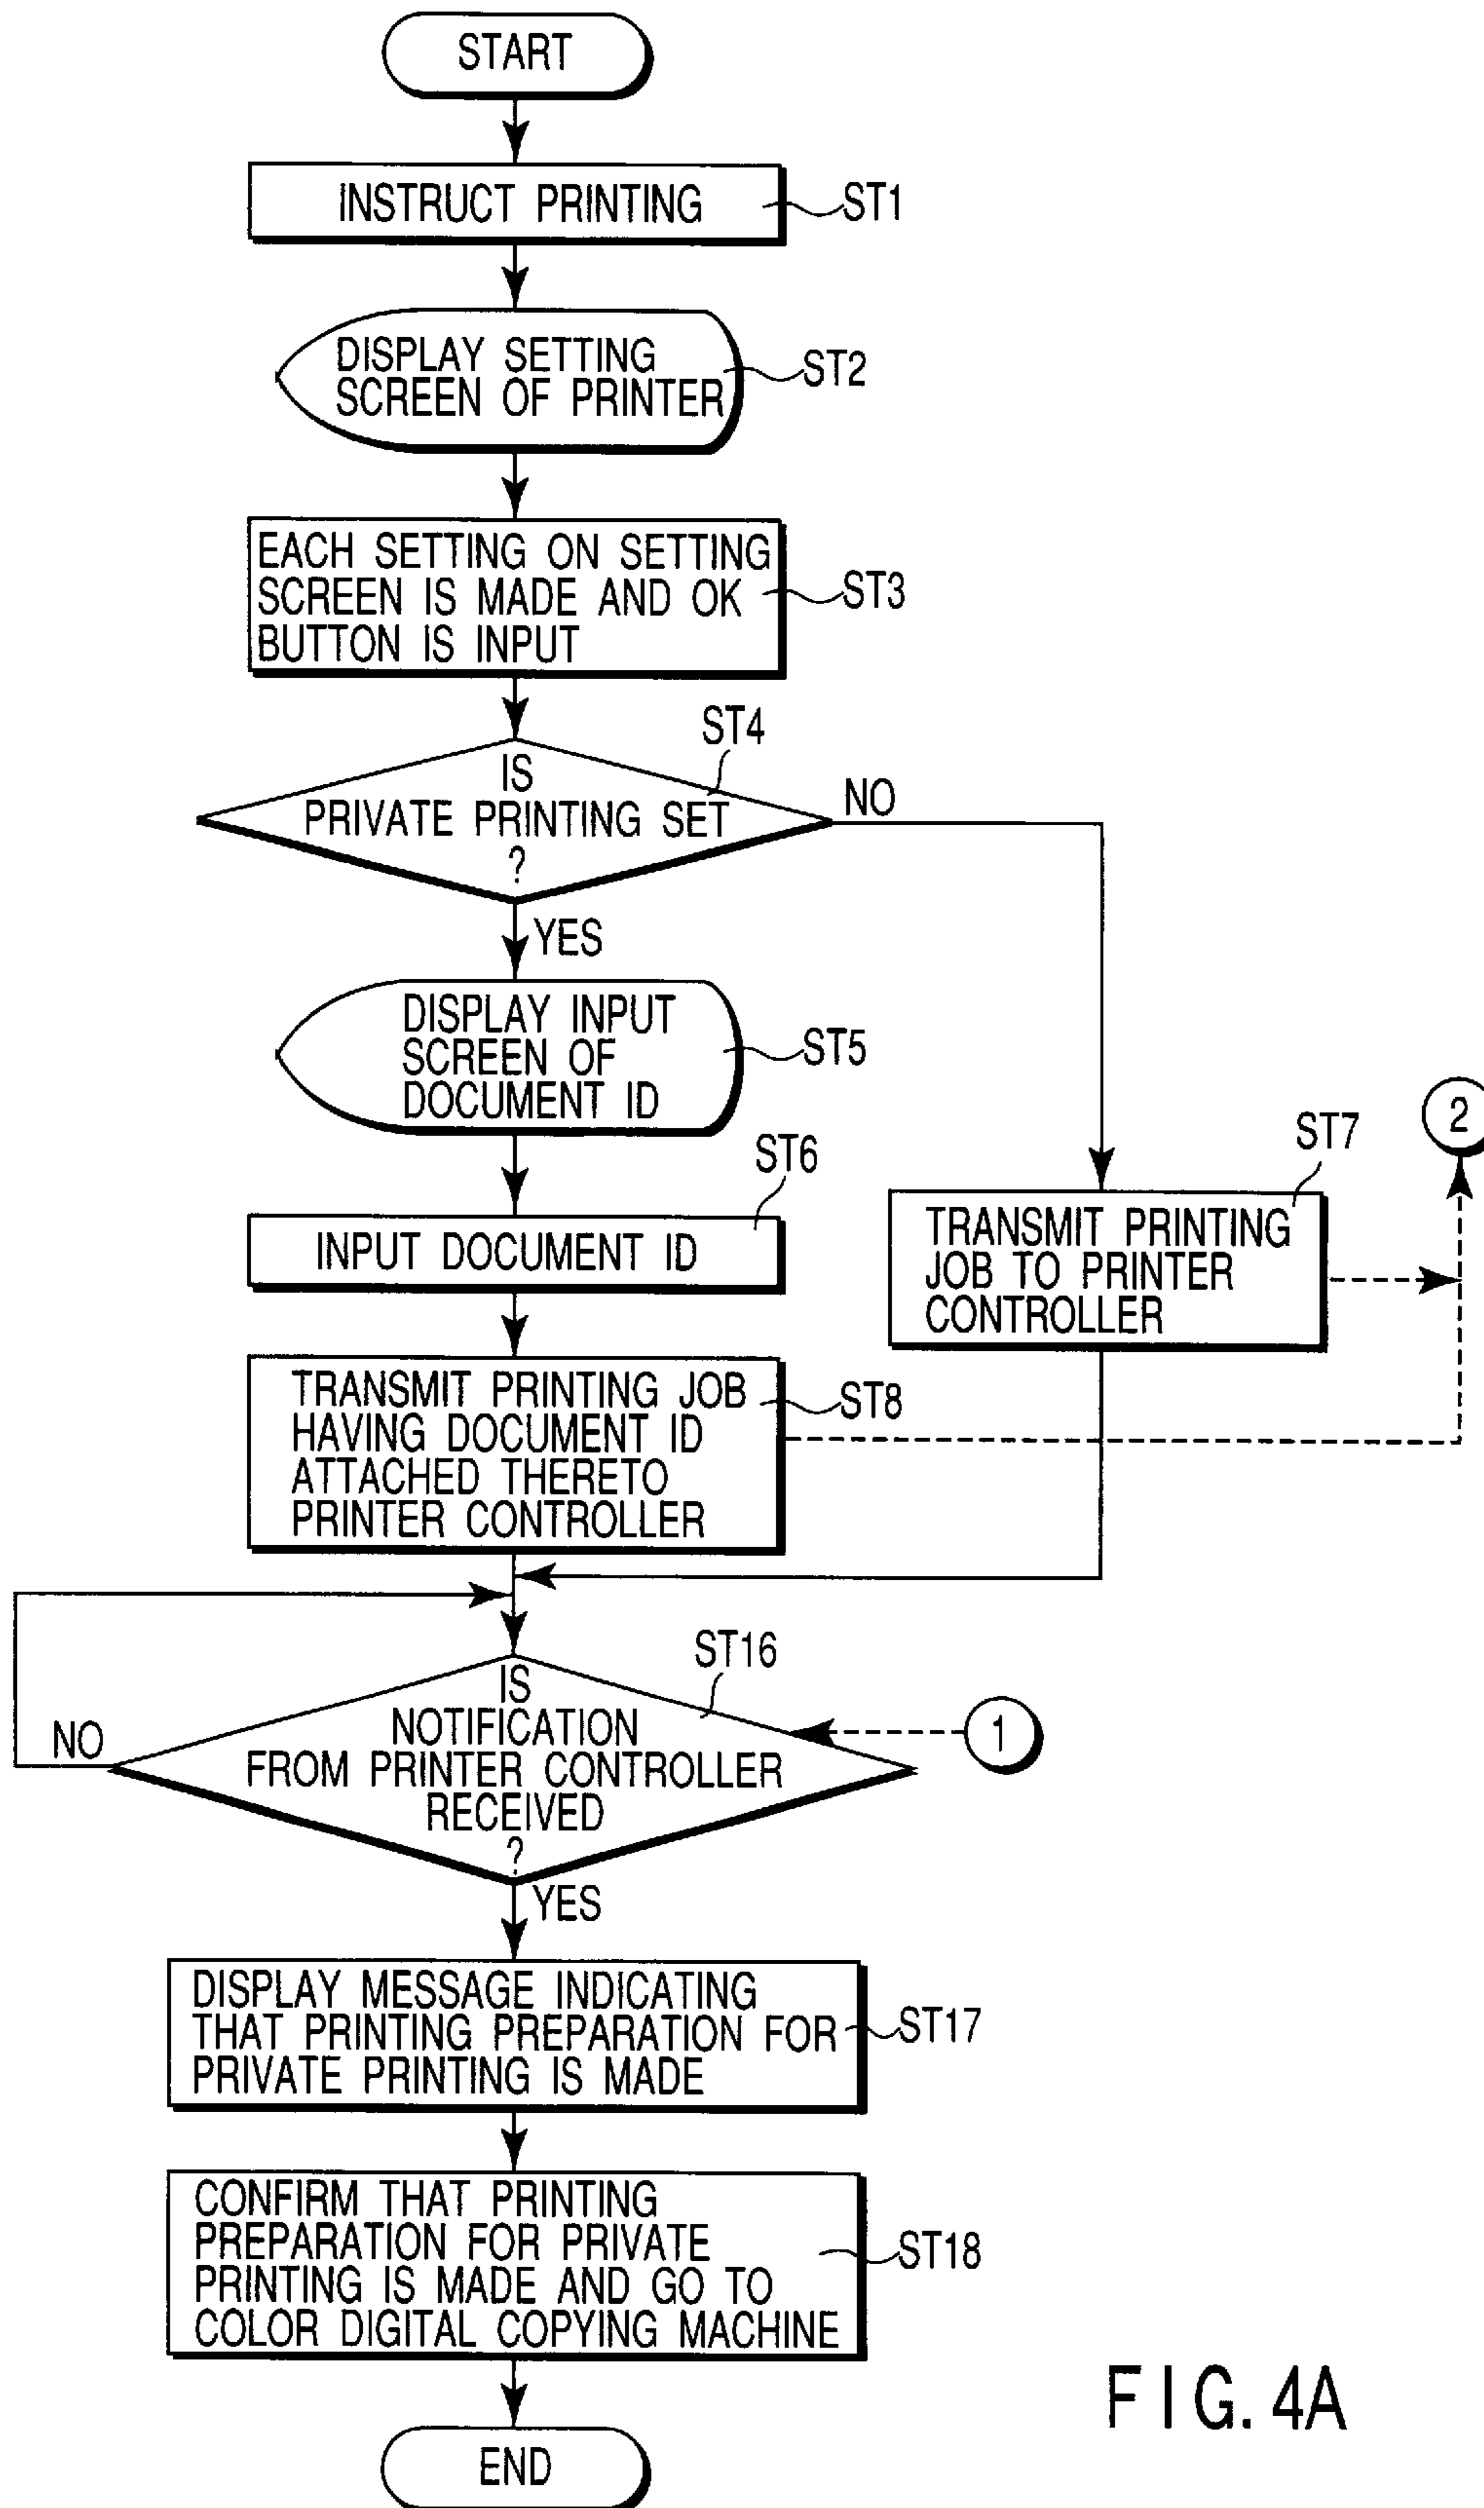 START
INSTRUCT PRINTING
ST1
DISPLAY SETTING
SCREEN OF PRINTER
ST2
EACH SETTING ON SETTING
SCREEN IS MADE AND OK
BUTTON IS INPUT
ST3
ST4
IS
PRIVATE PRINTING SET
?
NO
YES
DISPLAY INPUT
SCREEN OF
DOCUMENT ID
ST5
ST6
INPUT DOCUMENT ID
ST7
TRANSMIT PRINTING
JOB TO PRINTER
CONTROLLER
2
TRANSMIT PRINTING JOB
HAVING DOCUMENT ID
ATTACHED THERETO
PRINTER CONTROLLER
ST8
ST16
IS
NOTIFICATION
FROM PRINTER CONTROLLER
RECEIVED
?
NO
1
YES
DISPLAY MESSAGE INDICATING
THAT PRINTING PREPARATION FOR
PRIVATE PRINTING IS MADE
ST17
CONFIRM THAT PRINTING
PREPARATION FOR PRIVATE
PRINTING IS MADE AND GO TO
COLOR DIGITAL COPYING MACHINE
ST18
END
FIG. 4A